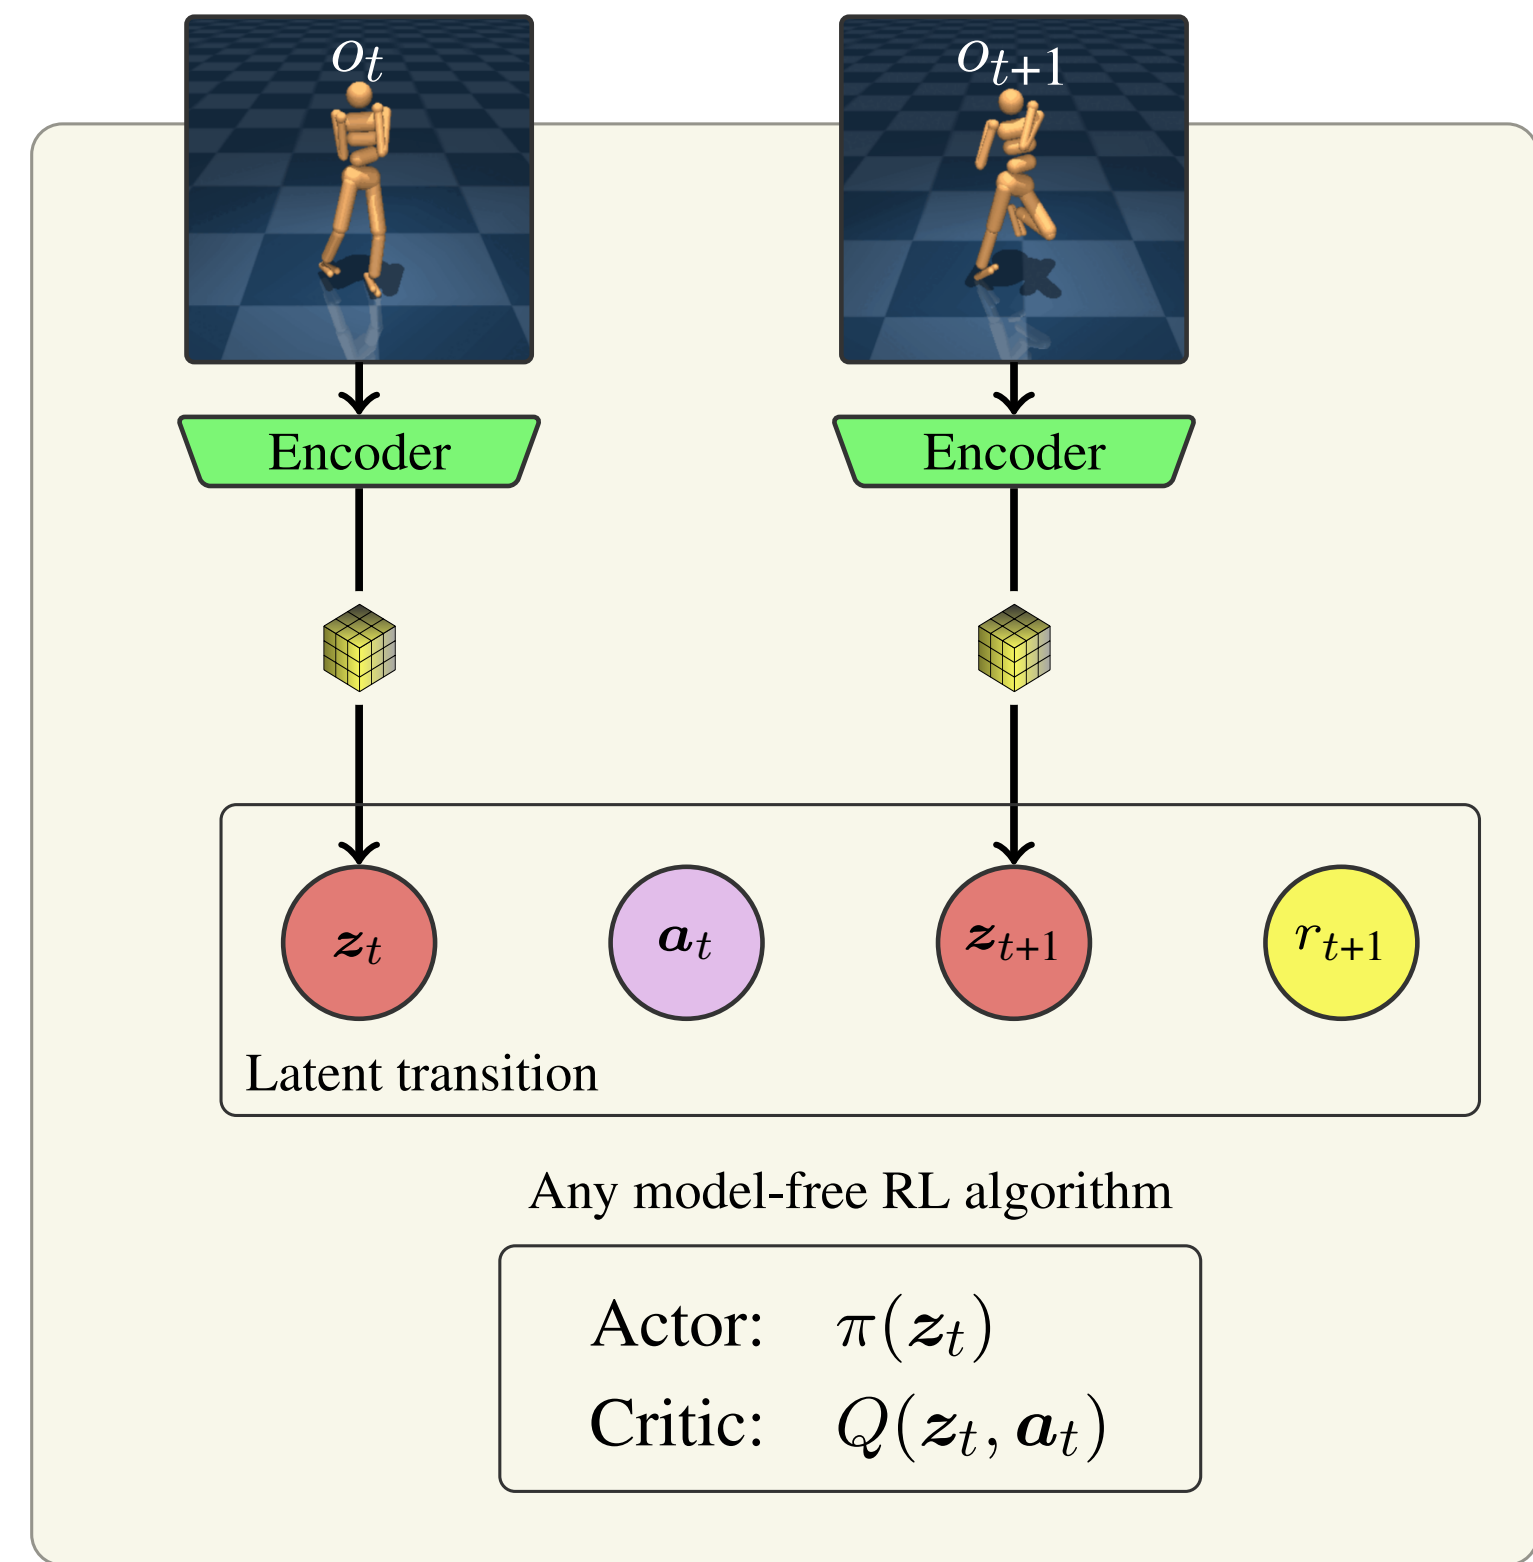 o_t o_{t+1}
Encoder Encoder
z_t a_t z_{t+1} r_{t+1}
Latent transition
Any model-free RL algorithm
Actor: π(z_t)
Critic: Q(z_t, a_t)